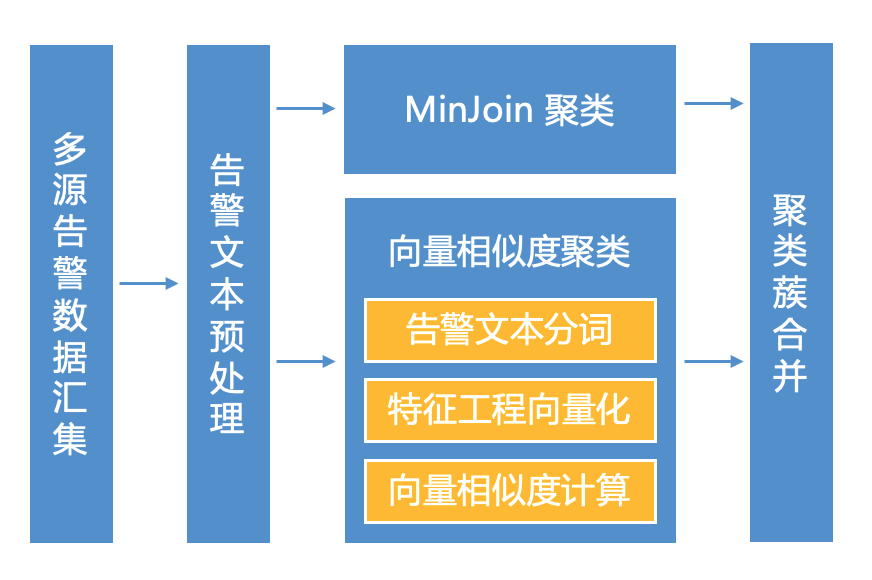 多源告警数据汇集
告警文本预处理
MinJoin 聚类
向量相似度聚类
告警文本分词
特征工程向量化
向量相似度计算
聚类蔟合并